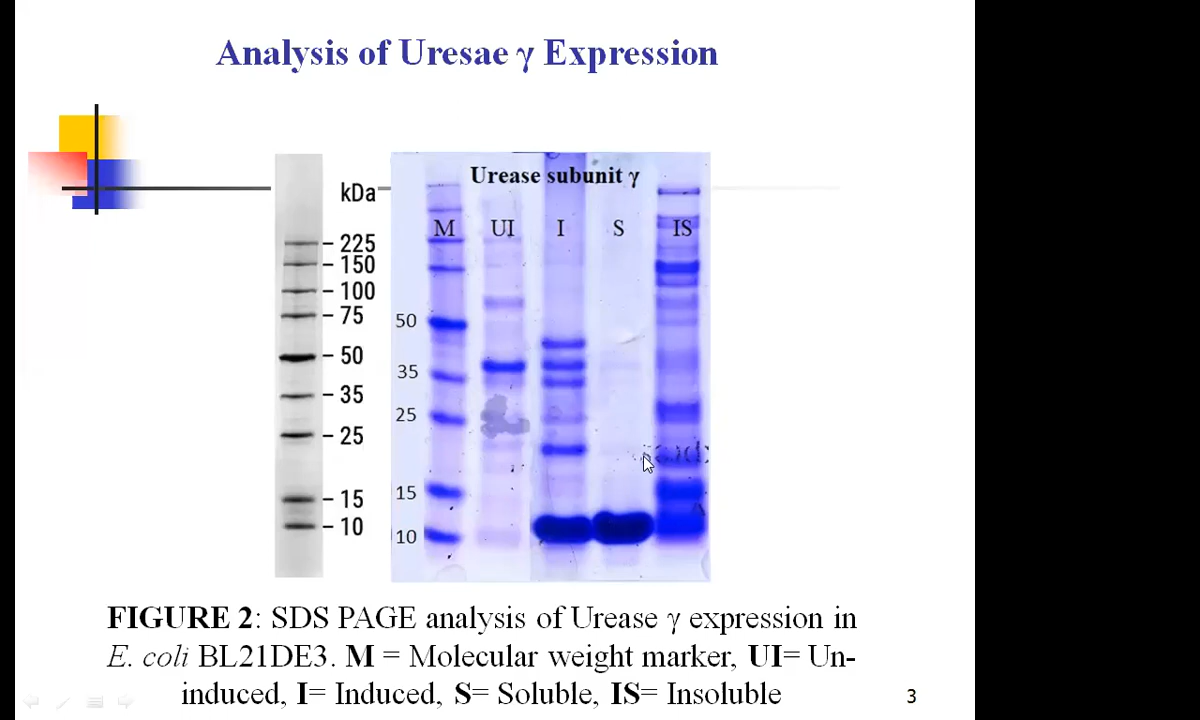 Analysis of Uresae γ Expression
kDa
225
150
100
75
50
35
25
15
10
Urease subunit γ
M UI I S IS
50
35
25
15
10
FIGURE 2: SDS PAGE analysis of Urease γ expression in
E. coli BL21DE3. M = Molecular weight marker, UI= Un-
induced, I= Induced, S= Soluble, IS= Insoluble
3